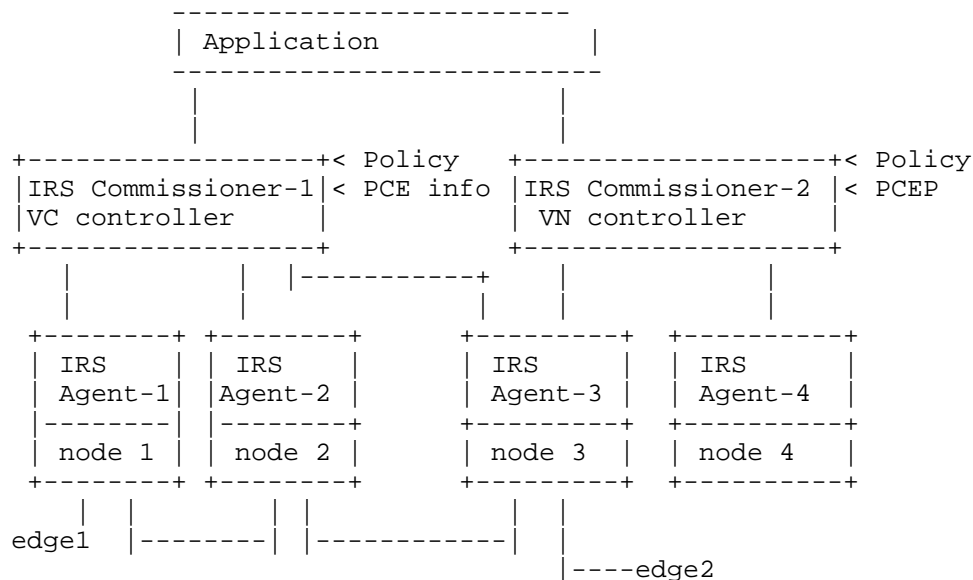 Application
< Policy < Policy
IRS Commissioner-1 < PCE info IRS Commissioner-2 < PCEP
VC controller VN controller
IRS IRS IRS IRS
Agent-1 Agent-2 Agent-3 Agent-4
node 1 node 2 node 3 node 4
edge1
edge2